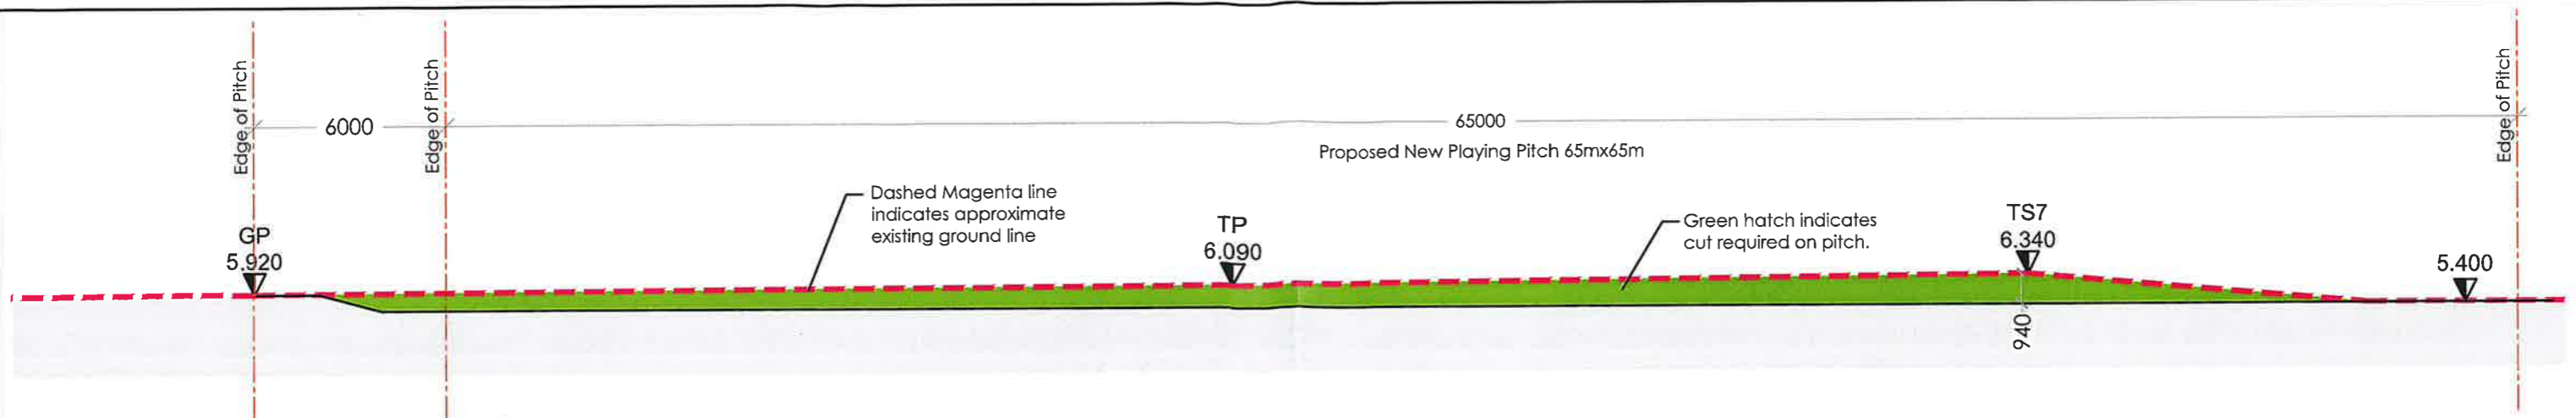 Edge of Pitch
6000
Edge of Pitch
65000
Proposed New Playing Pitch 65mx65m
Edge of Pitch
Dashed Magenta line
indicates approximate
existing ground line
Green hatch indicates
cut required on pitch.
GP
5.920
TP
6.090
TS7
6.340
5.400
940